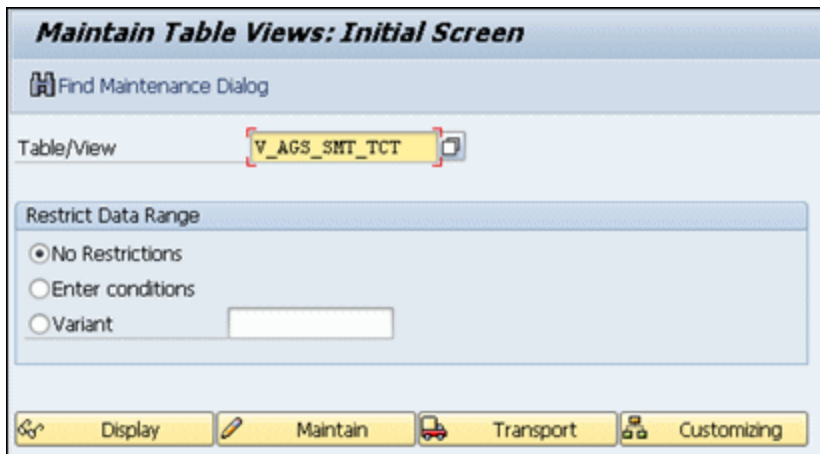 Maintain Table Views: Initial Screen
Find Maintenance Dialog
Table/View V_AGS_SMT_TCT
Restrict Data Range
No Restrictions
Enter conditions
Variant
Display Maintain Transport Customizing